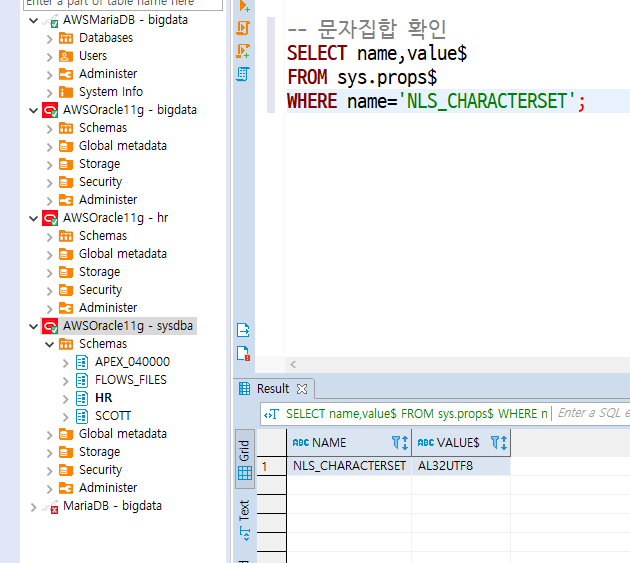 Enter a part of table name here
AWSMariaDB - bigdata
Databases
Users
Administer
System Info
AWSOracle11g - bigdata
Schemas
Global metadata
Storage
Security
Administer
AWSOracle11g - hr
Schemas
Global metadata
Storage
Security
Administer
AWSOracle11g - sysdba
Schemas
APEX_040000
FLOWS_FILES
HR
SCOTT
Global metadata
Storage
Security
Administer
MariaDB - bigdata
-- 문자집합 확인
SELECT name,value$
FROM sys.props$
WHERE name='NLS_CHARACTERSET';
Result
SELECT name,value$ FROM sys.props$ WHERE n
Enter a SQL e
Grid
Text
ABC NAME
ABC VALUE$
1 NLS_CHARACTERSET AL32UTF8